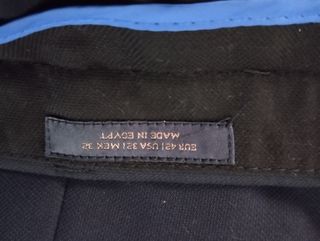 EUR 42 | USA 32 | MEX 32
MADE IN EGYPT